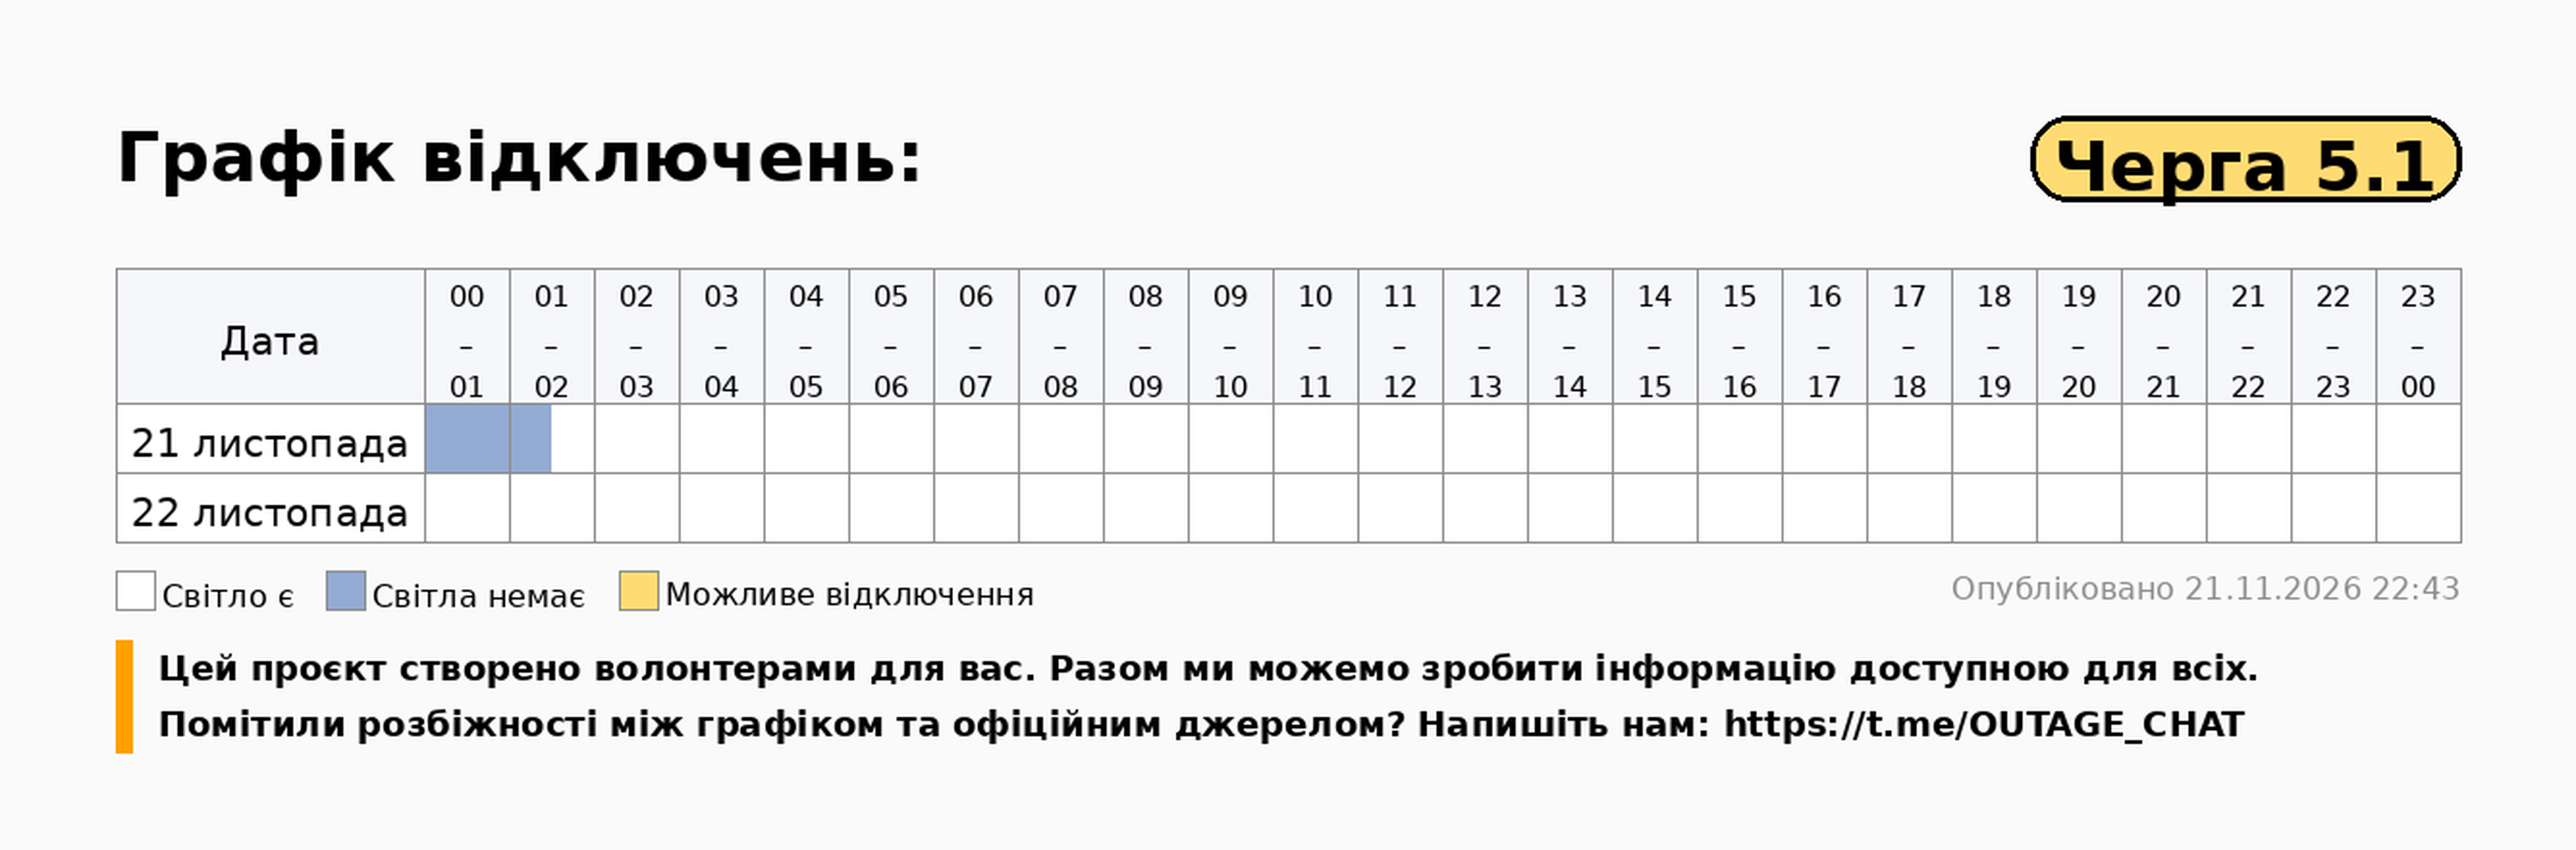 Графік відключень:
Черга 5.1
Дата
00 – 01
01 – 02
02 – 03
03 – 04
04 – 05
05 – 06
06 – 07
07 – 08
08 – 09
09 – 10
10 – 11
11 – 12
12 – 13
13 – 14
14 – 15
15 – 16
16 – 17
17 – 18
18 – 19
19 – 20
20 – 21
21 – 22
22 – 23
23 – 00
21 листопада
22 листопада
Світло є
Світла немає
Можливе відключення
Опубліковано 21.11.2026 22:43
Цей проєкт створено волонтерами для вас. Разом ми можемо зробити інформацію доступною для всіх.
Помітили розбіжності між графіком та офіційним джерелом? Напишіть нам: https://t.me/OUTAGE_CHAT